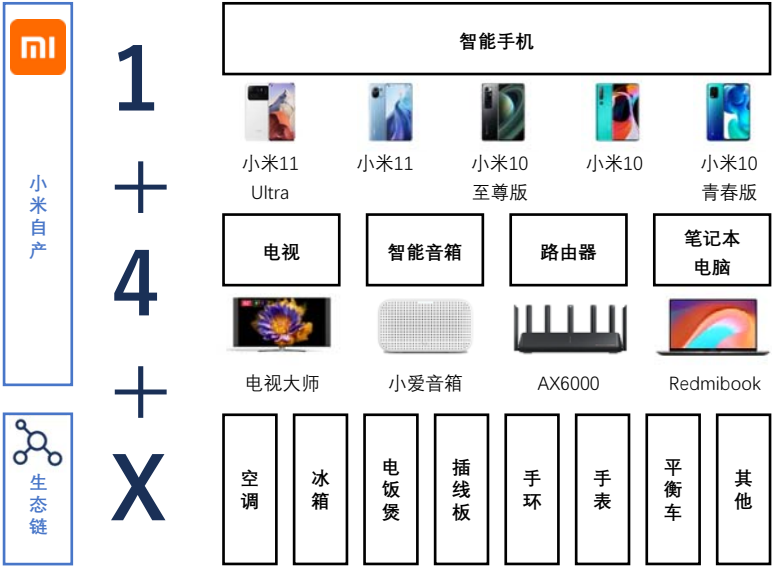 mi
小米自产
1
+
4
+
X
生态链
智能手机
小米11
Ultra
小米11
小米10
至尊版
小米10
小米10
青春版
电视
智能音箱
路由器
笔记本
电脑
电视大师
小爱音箱
AX6000
Redmibook
空调
冰箱
电饭煲
插线板
手环
手表
平衡车
其他